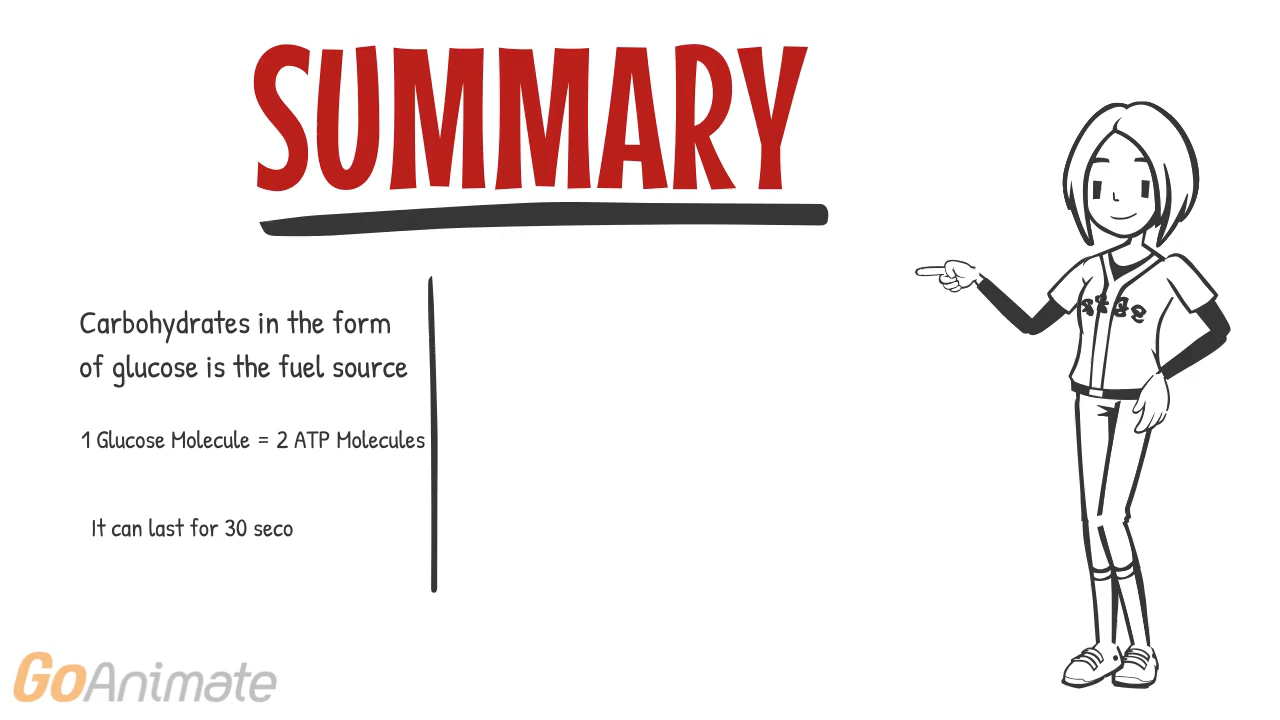 SUMMARY
Carbohydrates in the form
of glucose is the fuel source
1 Glucose Molecule = 2 ATP Molecules
It can last for 30 seco
GoAnimate